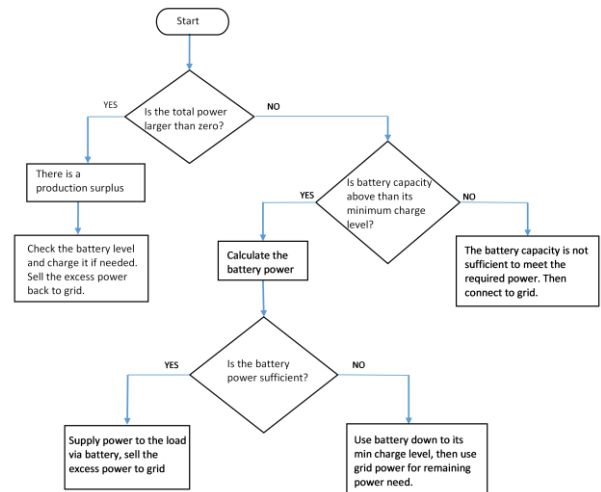 Start
Is the total power
larger than zero?
YES
NO
There is a
production surplus
Is battery capacity
above than its
minimum charge
level?
YES
NO
Check the battery level
and charge it if needed.
Sell the excess power
back to grid.
Calculate the
battery power
The battery capacity is not
sufficient to meet the
required power. Then
connect to grid.
Is the battery
power sufficient?
YES
NO
Supply power to the load
via battery, sell the
excess power to grid
Use battery down to its
min charge level, then use
grid power for remaining
power need.